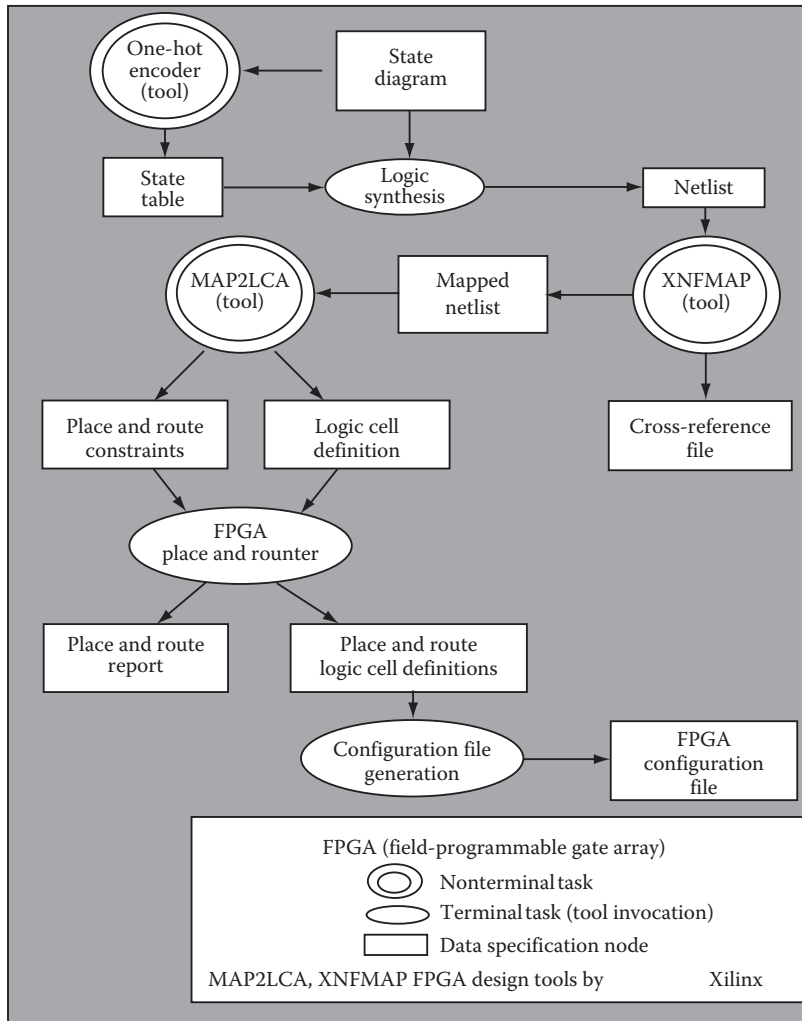 One-hot
encoder
(tool)
State
diagram
State
table
Logic
synthesis
Netlist
MAP2LCA
(tool)
Mapped
netlist
XNFMAP
(tool)
Place and route
constraints
Logic cell
definition
Cross-reference
file
FPGA
place and rounter
Place and route
report
Place and route
logic cell definitions
Configuration file
generation
FPGA
configuration
file
FPGA (field-programmable gate array)
Nonterminal task
Terminal task (tool invocation)
Data specification node
MAP2LCA, XNFMAP FPGA design tools by Xilinx